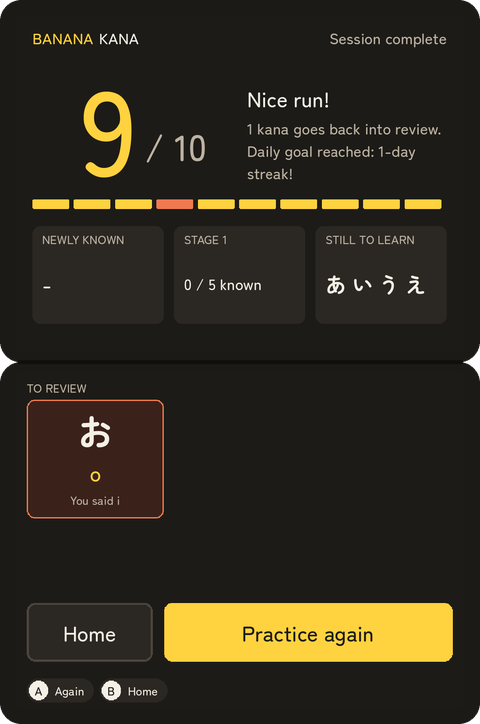 BANANA KANA
Session complete
9 / 10
Nice run!
1 kana goes back into review.
Daily goal reached: 1-day
streak!
NEWLY KNOWN
-
STAGE 1
0 / 5 known
STILL TO LEARN
あ い う え
TO REVIEW
お
o
You said i
Home
Practice again
A Again
B Home